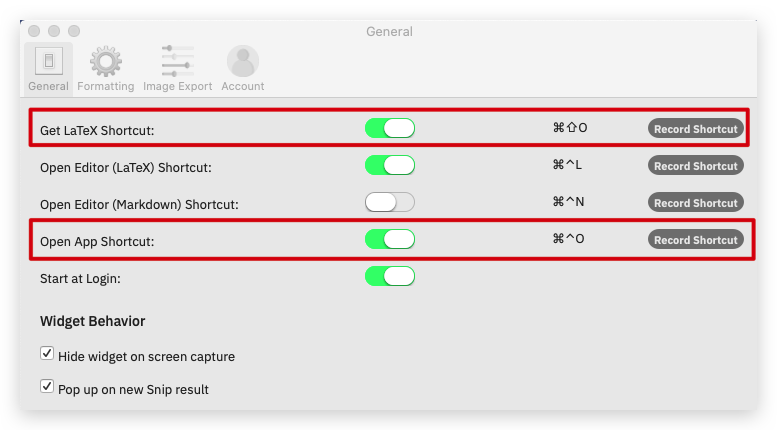 General
General Formatting Image Export Account
Get LaTeX Shortcut: ⌘⇧O Record Shortcut
Open Editor (LaTeX) Shortcut: ⌘^L Record Shortcut
Open Editor (Markdown) Shortcut: ⌘^N Record Shortcut
Open App Shortcut: ⌘^O Record Shortcut
Start at Login:
Widget Behavior
Hide widget on screen capture
Pop up on new Snip result